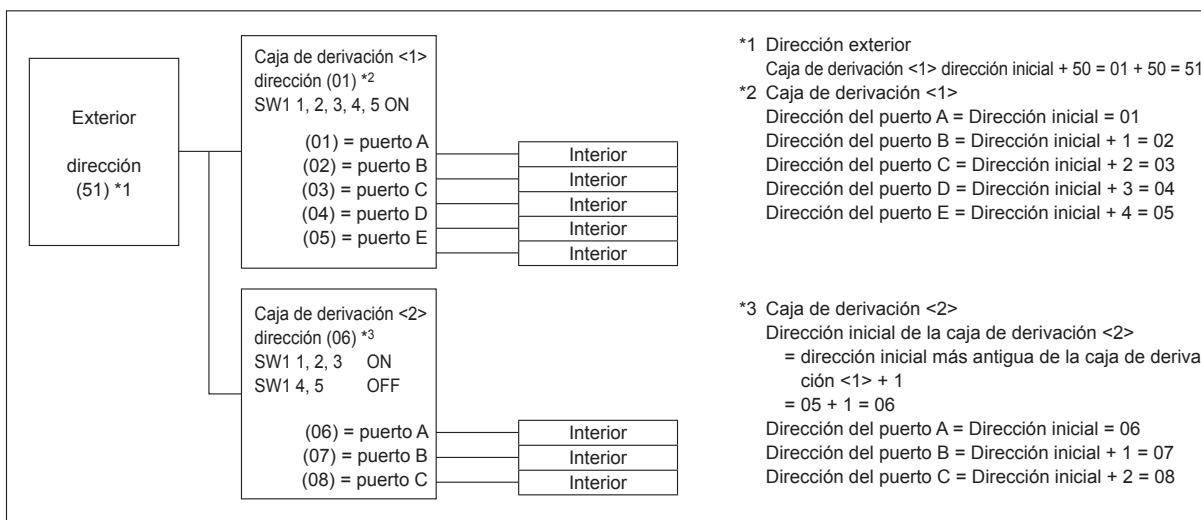 Exterior
dirección
(51) *1
Caja de derivación <1>
dirección (01) *2
SW1 1, 2, 3, 4, 5 ON
(01) = puerto A
(02) = puerto B
(03) = puerto C
(04) = puerto D
(05) = puerto E
Interior
Interior
Interior
Interior
Interior
Caja de derivación <2>
dirección (06) *3
SW1 1, 2, 3 ON
SW1 4, 5 OFF
(06) = puerto A
(07) = puerto B
(08) = puerto C
Interior
Interior
Interior
*1 Dirección exterior
Caja de derivación <1> dirección inicial + 50 = 01 + 50 = 51
*2 Caja de derivación <1>
Dirección del puerto A = Dirección inicial = 01
Dirección del puerto B = Dirección inicial + 1 = 02
Dirección del puerto C = Dirección inicial + 2 = 03
Dirección del puerto D = Dirección inicial + 3 = 04
Dirección del puerto E = Dirección inicial + 4 = 05
*3 Caja de derivación <2>
Dirección inicial de la caja de derivación <2>
= dirección inicial más antigua de la caja de deriva
ción <1> + 1
= 05 + 1 = 06
Dirección del puerto A = Dirección inicial = 06
Dirección del puerto B = Dirección inicial + 1 = 07
Dirección del puerto C = Dirección inicial + 2 = 08